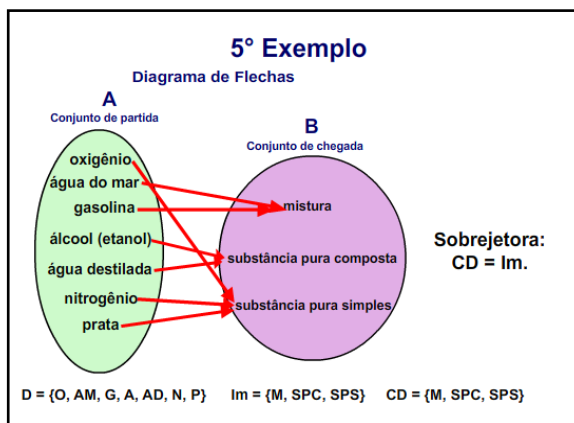 5° Exemplo
Diagrama de Flechas
A
Conjunto de partida
B
Conjunto de chegada
oxigênio
água do mar
gasolina
álcool (etanol)
água destilada
nitrogênio
prata
mistura
substância pura composta
substância pura simples
Sobrejetora:
CD = Im.
D = {O, AM, G, A, AD, N, P} Im = {M, SPC, SPS} CD = {M, SPC, SPS}